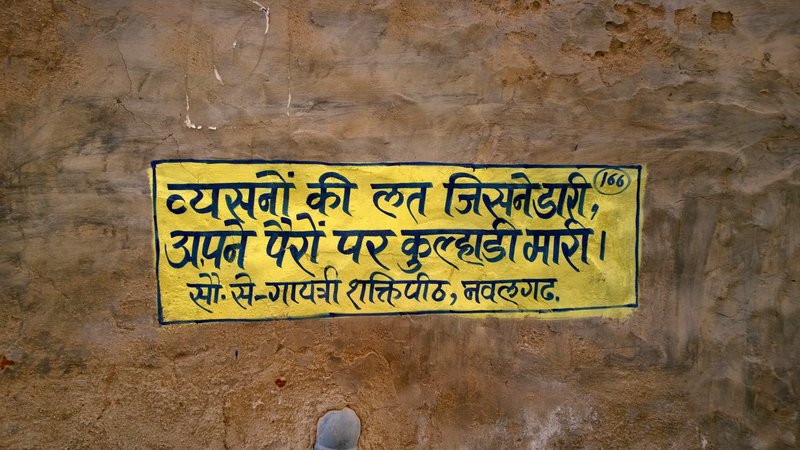 व्यसनों की लत जिसने डारी, 166
अपने पैरों पर कुल्हाडी मारी।
सौ. से-गायत्री शक्तिपीठ, नवलगढ.